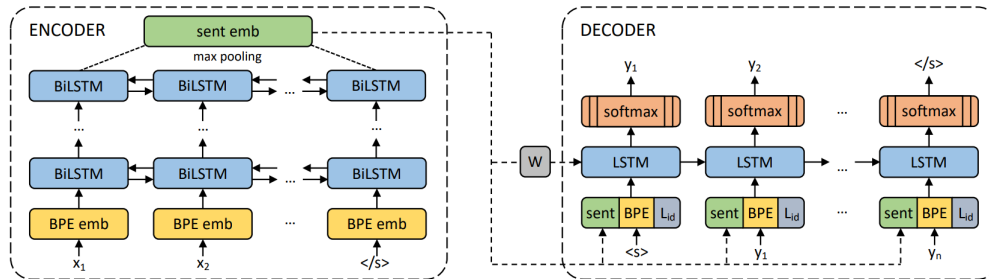 ENCODER
sent emb
max pooling
BiLSTM BiLSTM ... BiLSTM
... ... ...
BiLSTM BiLSTM ... BiLSTM
BPE emb BPE emb ... BPE emb
x1 x2 </s>
W
DECODER
y1 y2 </s>
softmax softmax ... softmax
LSTM LSTM ... LSTM
sent BPE Lid sent BPE Lid ... sent BPE Lid
<s> y1 yn